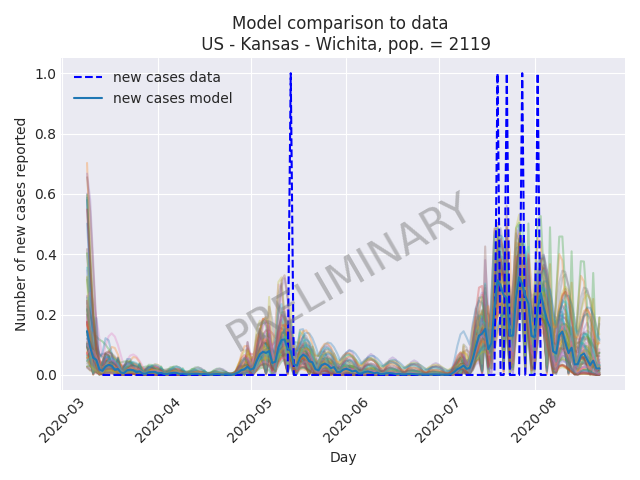 Model comparison to data
US - Kansas - Wichita, pop. = 2119
new cases data
new cases model
1.0
0.8
0.6
0.4
0.2
0.0
Number of new cases reported
PRELIMINARY
2020-03
2020-04
2020-05
2020-06
2020-07
2020-08
Day